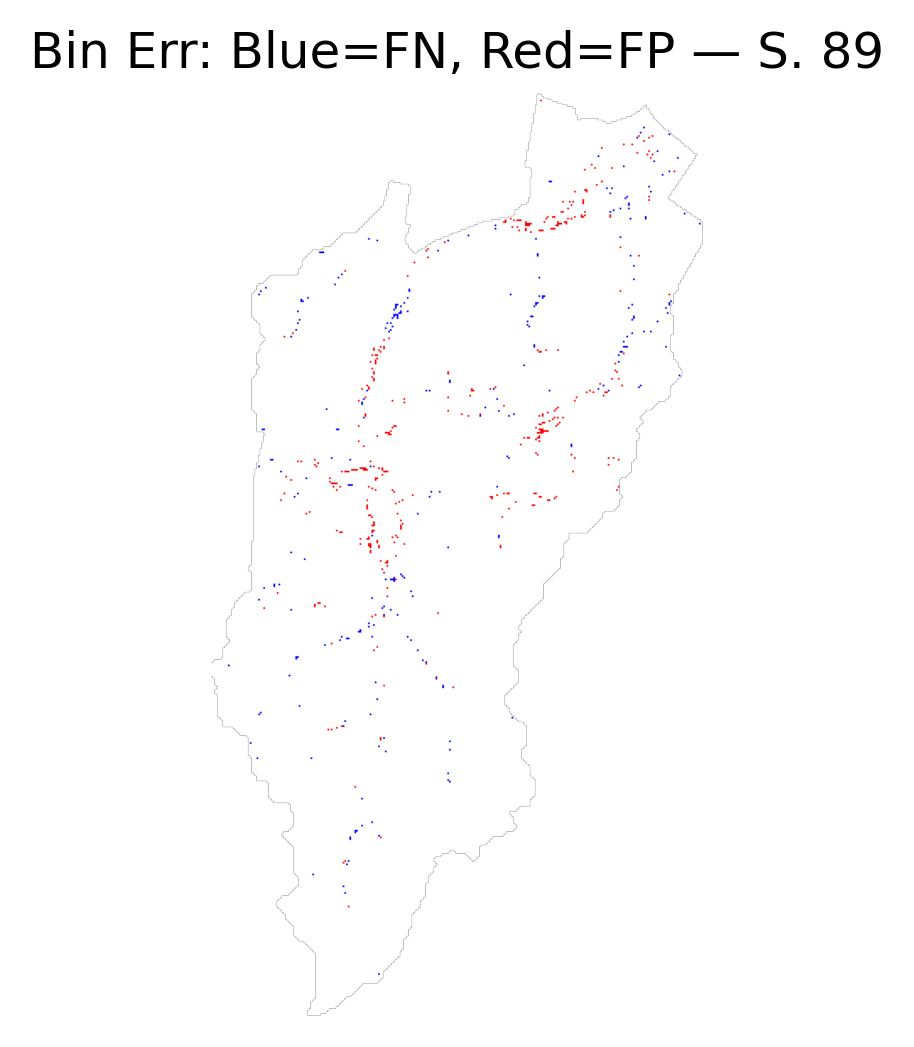 Bin Err: Blue=FN, Red=FP — S. 89